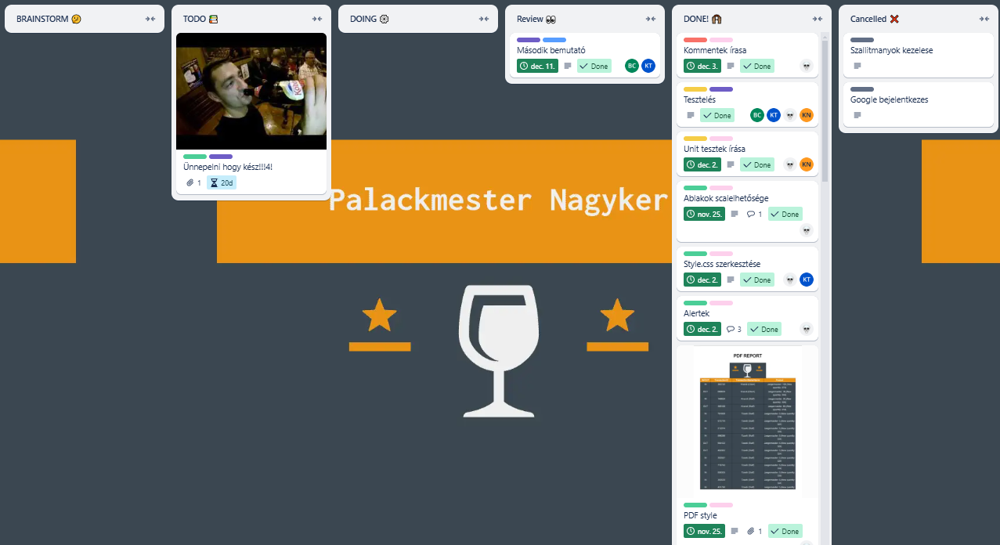 BRAINSTORM 🤔
TODO 📚
Ünnepelni hogy kész!!!4!
1
20d
DOING
Review 👀
Második bemutató
dec. 11.
Done
BC
KT
DONE!
Kommentek írasa
dec. 3.
Done
Tesztelés
Done
BC
KT
KN
Unit tesztek írása
dec. 2.
Done
KN
Ablakok scalelhetősége
nov. 25.
1
Done
Style.css szerkesztése
dec. 2.
Done
KT
Alertek
dec. 2.
3
Done
PDF REPORT
PDF style
nov. 25.
1
Done
Cancelled ❌
Szallitmanyok kezelese
Google bejelentkezes
Palackmester Nagyker